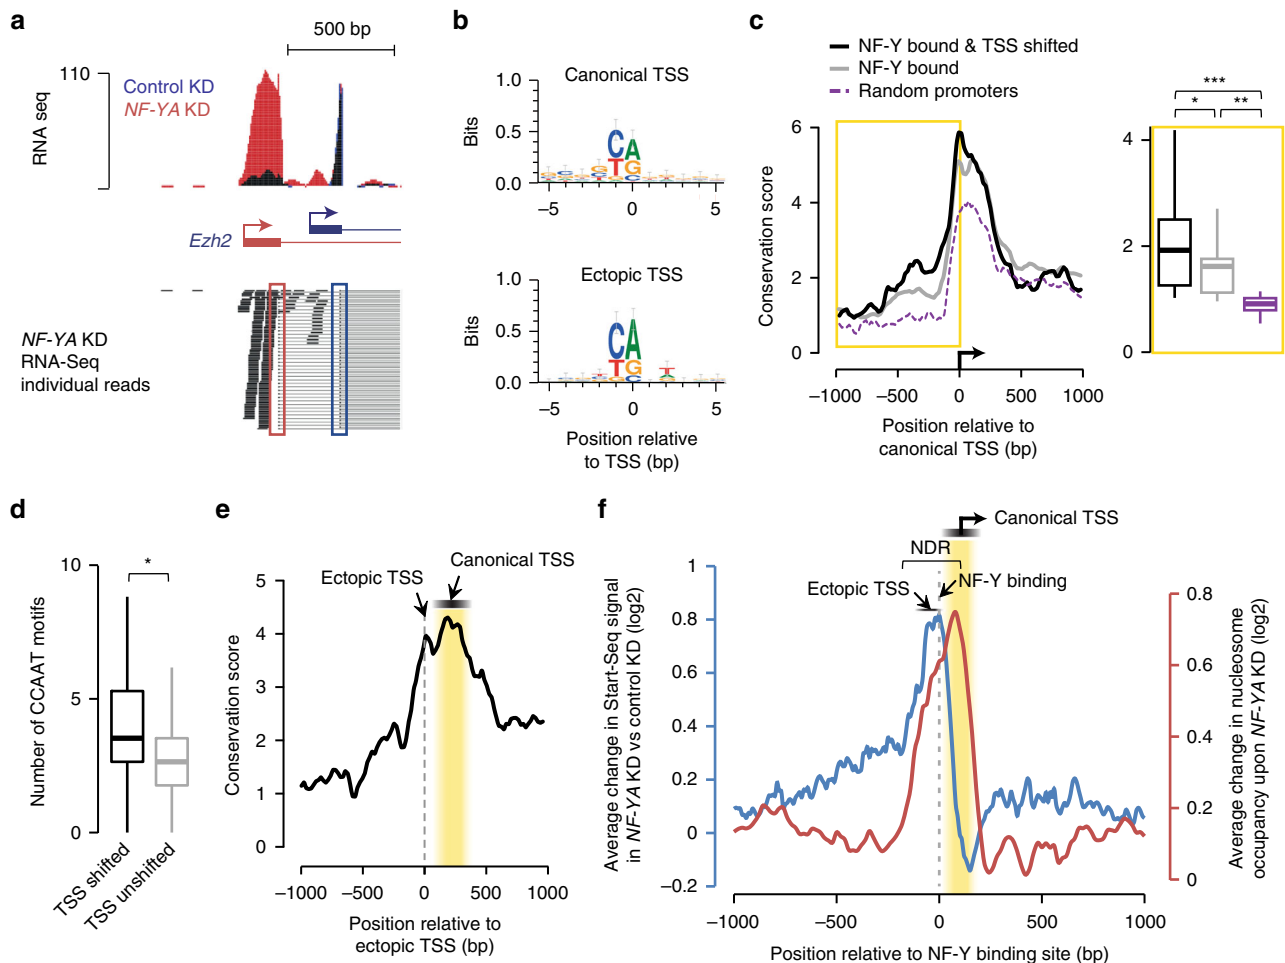 a
500 bp
110
Control KD
NF-YA KD
RNA seq
Ezh2
NF-YA KD
RNA-Seq
individual reads
b
Canonical TSS
1.0
0.5
0.0
Bits
CA
TG
−5
0
5
Ectopic TSS
1.0
0.5
0.0
Bits
CA
TG
T
−5
0
5
Position relative
to TSS (bp)
c
NF-Y bound & TSS shifted
NF-Y bound
Random promoters
6
4
2
0
Conservation score
−1000
−500
0
500
1000
Position relative to
canonical TSS (bp)
***
*
**
4
2
0
d
10
5
0
*
Number of CCAAT motifs
TSS shifted
TSS unshifted
e
Ectopic TSS
Canonical TSS
5
4
3
2
1
0
Conservation score
−1000
−500
0
500
1000
Position relative to
ectopic TSS (bp)
f
Canonical TSS
NDR
Ectopic TSS
NF-Y binding
1
0.8
0.6
0.4
0.2
0
−0.2
Average change in Start-Seq signal
in NF-YA KD vs control KD (log2)
0.8
0.6
0.4
0.2
0
Average change in nucleosome
occupancy upon NF-YA KD (log2)
−1000
−500
0
500
1000
Position relative to NF-Y binding site (bp)